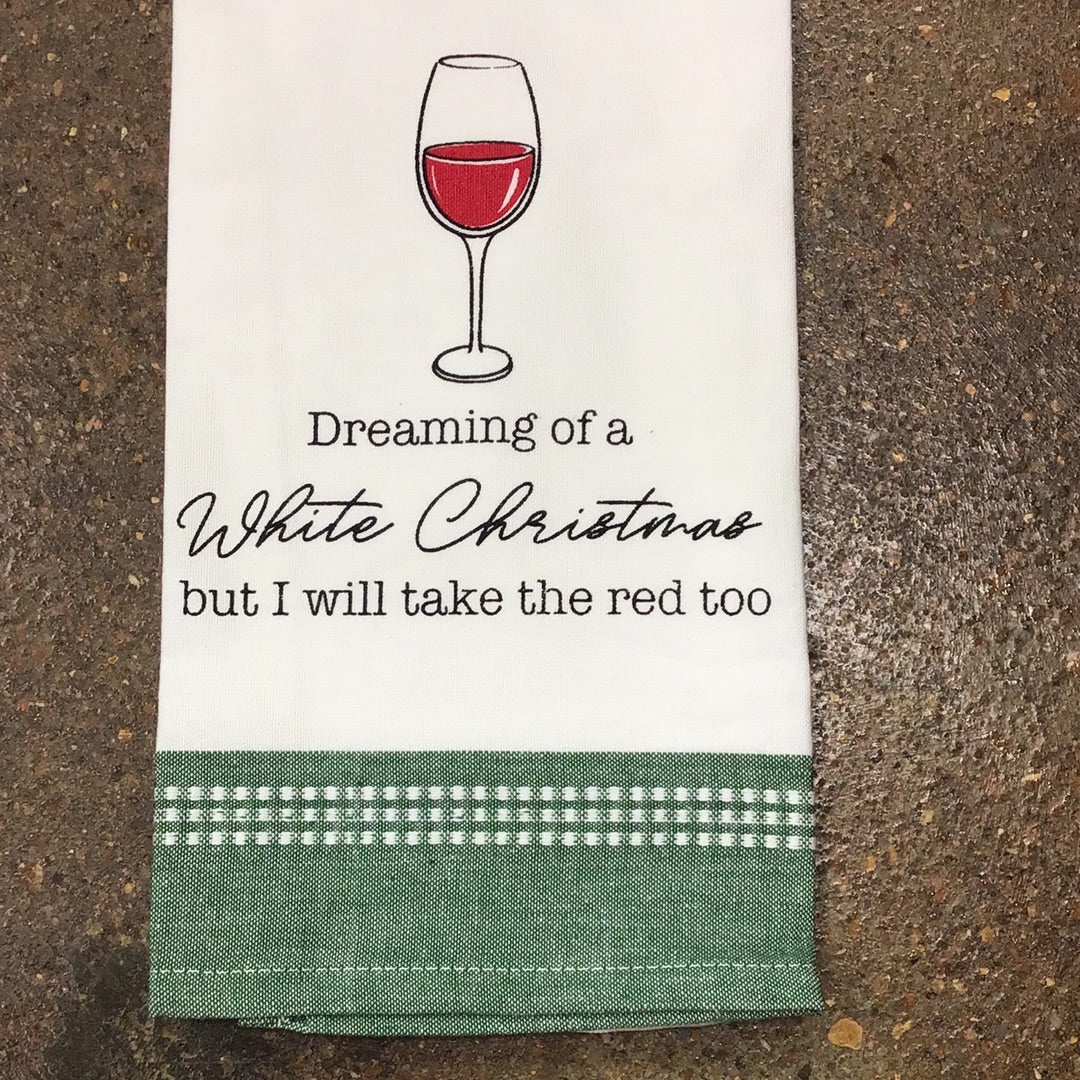 Dreaming of a
White Christmas
but I will take the red too